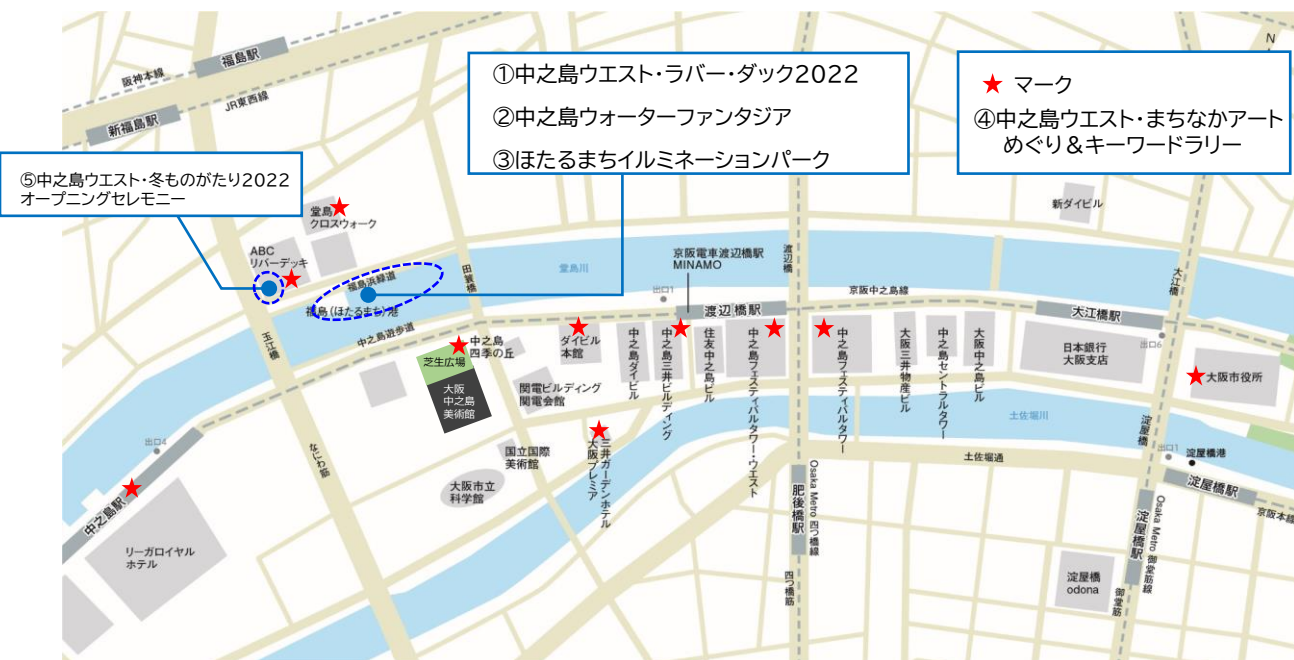 ①中之島ウエスト・ラバー・ダック2022
②中之島ウォーターファンタジア
③ほたるまちイルミネーションパーク
★ マーク
④中之島ウエスト・まちなかアート
めぐり＆キーワードラリー
⑤中之島ウエスト・冬ものがたり2022
オープニングセレモニー
N
福島駅
阪神本線
JR東西線
新福島駅
堂島
クロスウォーク
ABC
リバーデッキ
福島浜緑道
福島（ほたるまち）港
中之島遊歩道
玉江橋
田蓑橋
堂島川
京阪電車渡辺橋駅
MINAMO
渡辺橋
新ダイビル
大江橋
出口1
渡辺橋駅
京阪中之島線
大江橋駅
出口6
中之島
四季の丘
芝生広場
大阪
中之島
美術館
ダイビル
本館
中之島ダイビル
中之島三井ビルディング
住友中之島ビル
中之島フェスティバルタワー・ウエスト
中之島フェスティバルタワー
大阪三井物産ビル
中之島セントラルタワー
大阪中之島ビル
日本銀行
大阪支店
大阪市役所
関電ビルディング
関電会館
国立国際
美術館
大阪市立
科学館
三井ガーデンホテル
大阪プレミア
土佐堀川
土佐堀通
淀屋橋
出口1
淀屋橋港
淀屋橋駅
京阪本線
出口4
中之島駅
リーガロイヤル
ホテル
なにわ筋
肥後橋駅
Osaka Metro 四つ橋線
四つ橋筋
淀屋橋駅
Osaka Metro 御堂筋線
御堂筋
淀屋橋
odona